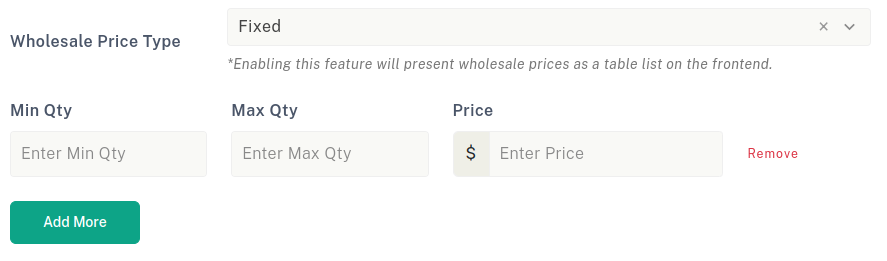 Wholesale Price Type
Fixed
*Enabling this feature will present wholesale prices as a table list on the frontend.
Min Qty
Max Qty
Price
Enter Min Qty
Enter Max Qty
$
Enter Price
Remove
Add More